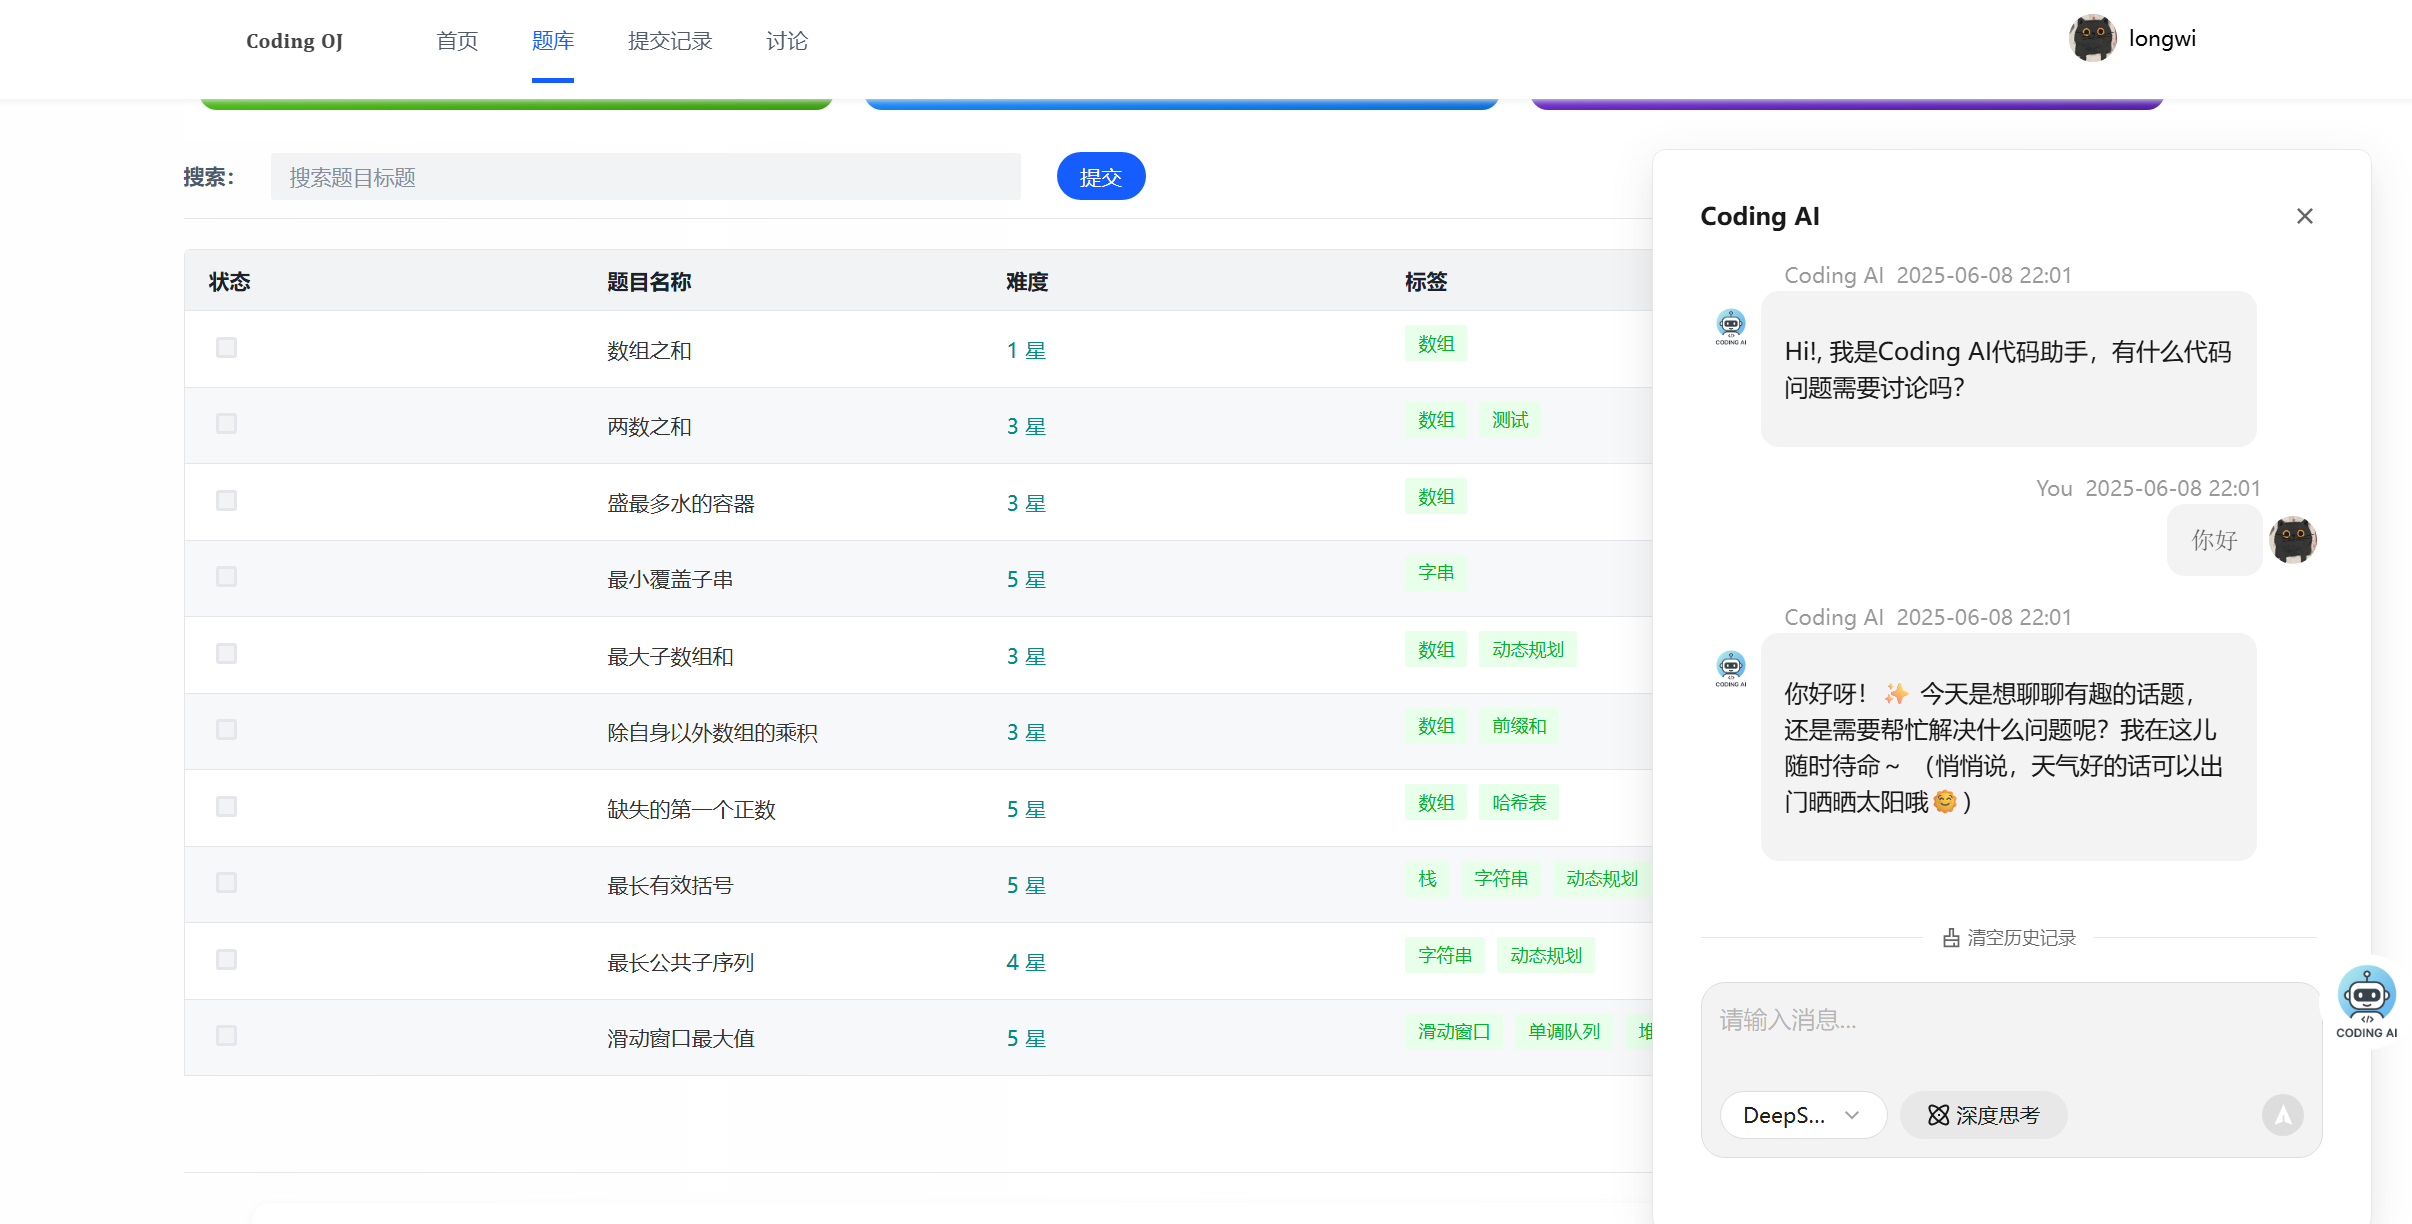 Coding OJ 首页 题库 提交记录 讨论 longwi
搜索： 搜索题目标题 提交
状态 题目名称 难度 标签
数组之和 1 星 数组
两数之和 3 星 数组 测试
盛最多水的容器 3 星 数组
最小覆盖子串 5 星 字串
最大子数组和 3 星 数组 动态规划
除自身以外数组的乘积 3 星 数组 前缀和
缺失的第一个正数 5 星 数组 哈希表
最长有效括号 5 星 栈 字符串 动态规划
最长公共子序列 4 星 字符串 动态规划
滑动窗口最大值 5 星 滑动窗口 单调队列 堆
Coding AI
Coding AI 2025-06-08 22:01
CODING AI
Hi!, 我是Coding AI代码助手，有什么代码
问题需要讨论吗？
You 2025-06-08 22:01
你好
Coding AI 2025-06-08 22:01
CODING AI
你好呀！✨ 今天是想聊聊有趣的话题，
还是需要帮忙解决什么问题呢？我在这儿
随时待命～ （悄悄说，天气好的话可以出
门晒晒太阳哦🌞）
清空历史记录
请输入消息...
DeepS... 深度思考
CODING AI